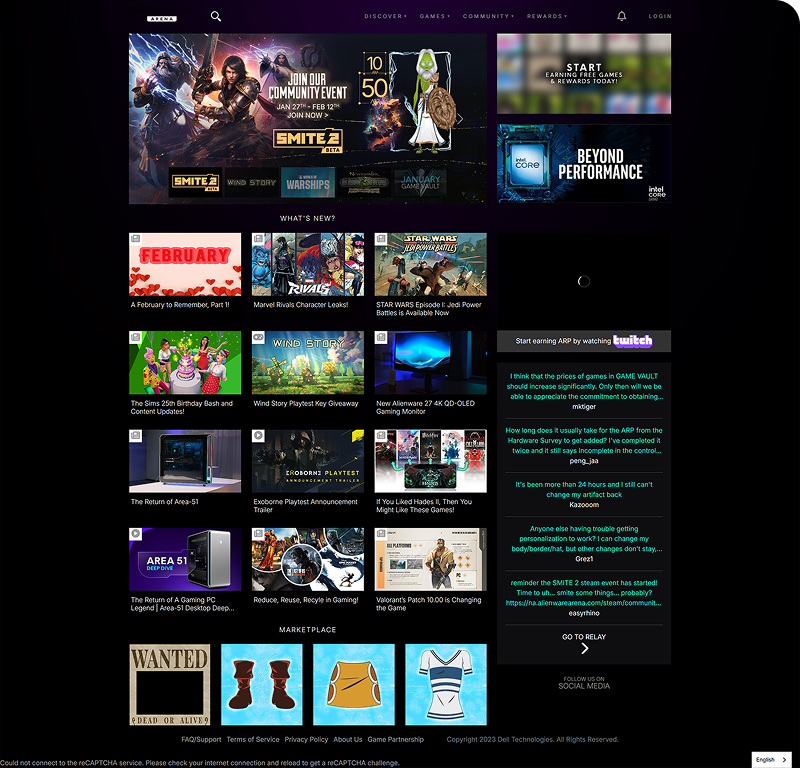 ARENA
DISCOVER
GAMES
COMMUNITY
REWARDS
LOGIN
JOIN OUR
COMMUNITY EVENT
JAN 27TH - FEB 12TH
JOIN NOW >
SMITE 2
BETA
10
50
START
EARNING FREE GAMES
& REWARDS TODAY!
intel
CORE
BEYOND
PERFORMANCE
intel
CORE
SMITE 2
BETA
WIND STORY
WORLD OF
WARSHIPS
JANUARY
GAME VAULT
WHAT'S NEW?
FEBRUARY
A February to Remember, Part 1!
MARVEL
RIVALS
Marvel Rivals Character Leaks!
STAR WARS
EPISODE I
JEDI POWER BATTLES
STAR WARS Episode I: Jedi Power
Battles is Available Now
The Sims 25th Birthday Bash and
Content Updates!
WIND STORY
Wind Story Playtest Key Giveaway
New Alienware 27 4K QD-OLED
Gaming Monitor
The Return of Area-51
EXOBORNE PLAYTEST
ANNOUNCEMENT TRAILER
Exoborne Playtest Announcement
Trailer
HADES
If You Liked Hades II, Then You
Might Like These Games!
AREA 51
DEEP DIVE
The Return of A Gaming PC
Legend | Area-51 Desktop Deep...
THE LAST OF US
Reduce, Reuse, Recyle in Gaming!
ALL PLATFORMS
PC
Valorant's Patch 10.00 is Changing
the Game
Start earning ARP by watching twitch
I think that the prices of games in GAME VAULT
should increase significantly. Only then will we be
able to appreciate the commitment to obtaining...
mktiger
How long does it usually take for the ARP from the
Hardware Survey to get added? I've completed it
twice and it still says incomplete in the control...
peng_jaa
It's been more than 24 hours and I still can't
change my artifact back
Kazooom
Anyone else having trouble getting
personalization to work? I can change my
body/border/hat, but other changes don't stay,...
Grez1
reminder the SMITE 2 steam event has started!
Time to uh... smite some things... probably?
https://na.alienwarearena.com/steam/communit...
easyrhino
GO TO RELAY
FOLLOW US ON
SOCIAL MEDIA
MARKETPLACE
WANTED
DEAD OR ALIVE
FAQ/Support
Terms of Service
Privacy Policy
About Us
Game Partnership
Copyright 2023 Dell Technologies. All Rights Reserved.
English
Could not connect to the reCAPTCHA service. Please check your internet connection and reload to get a reCAPTCHA challenge.